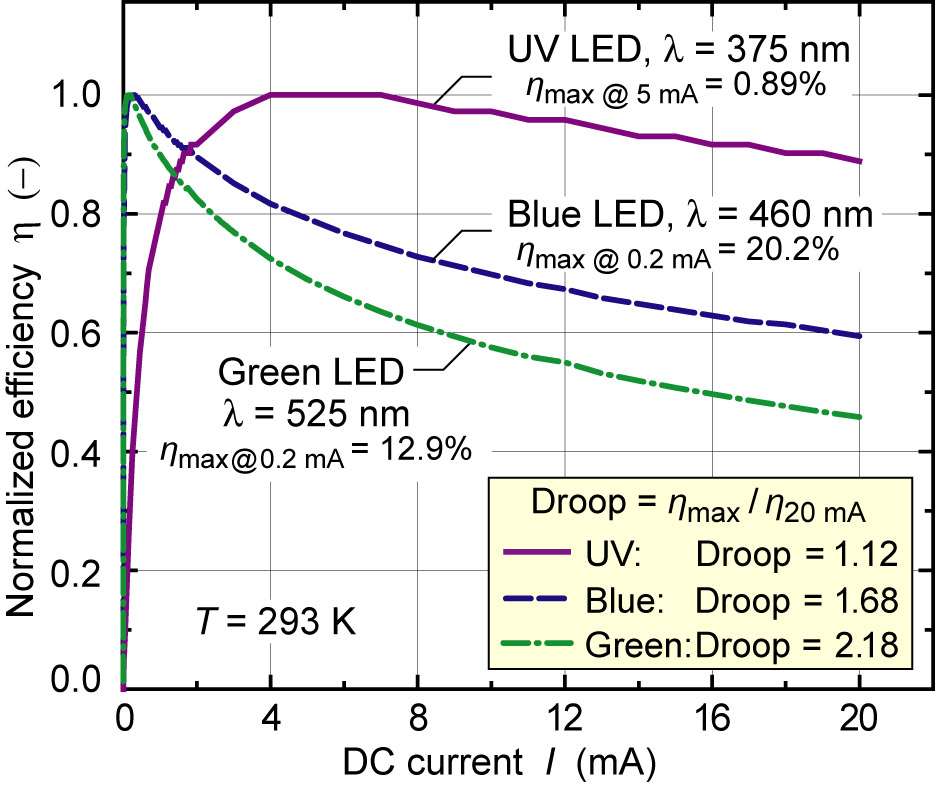 UV LED, λ = 375 nm
ηmax @ 5 mA = 0.89%
Blue LED, λ = 460 nm
ηmax @ 0.2 mA = 20.2%
Green LED
λ = 525 nm
ηmax@0.2 mA = 12.9%
Droop = ηmax / η20 mA
UV: Droop = 1.12
Blue: Droop = 1.68
Green: Droop = 2.18
T = 293 K
Normalized efficiency η (−)
1.0
0.8
0.6
0.4
0.2
0.0
0 4 8 12 16 20
DC current I (mA)